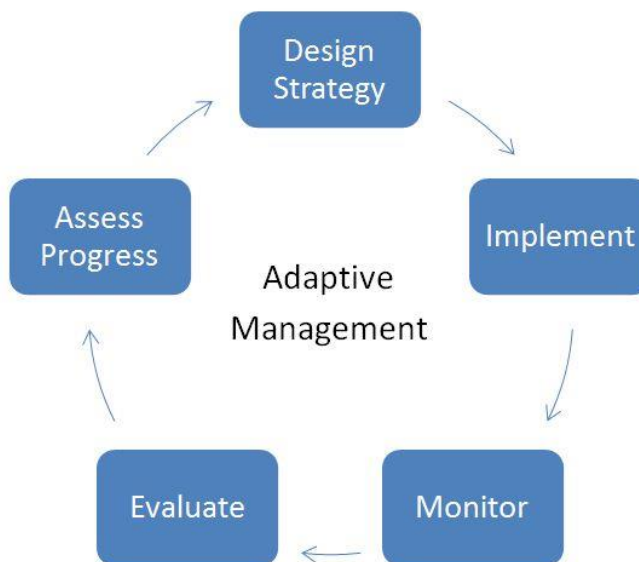 Design
Strategy
Implement
Monitor
Evaluate
Assess
Progress
Adaptive
Management